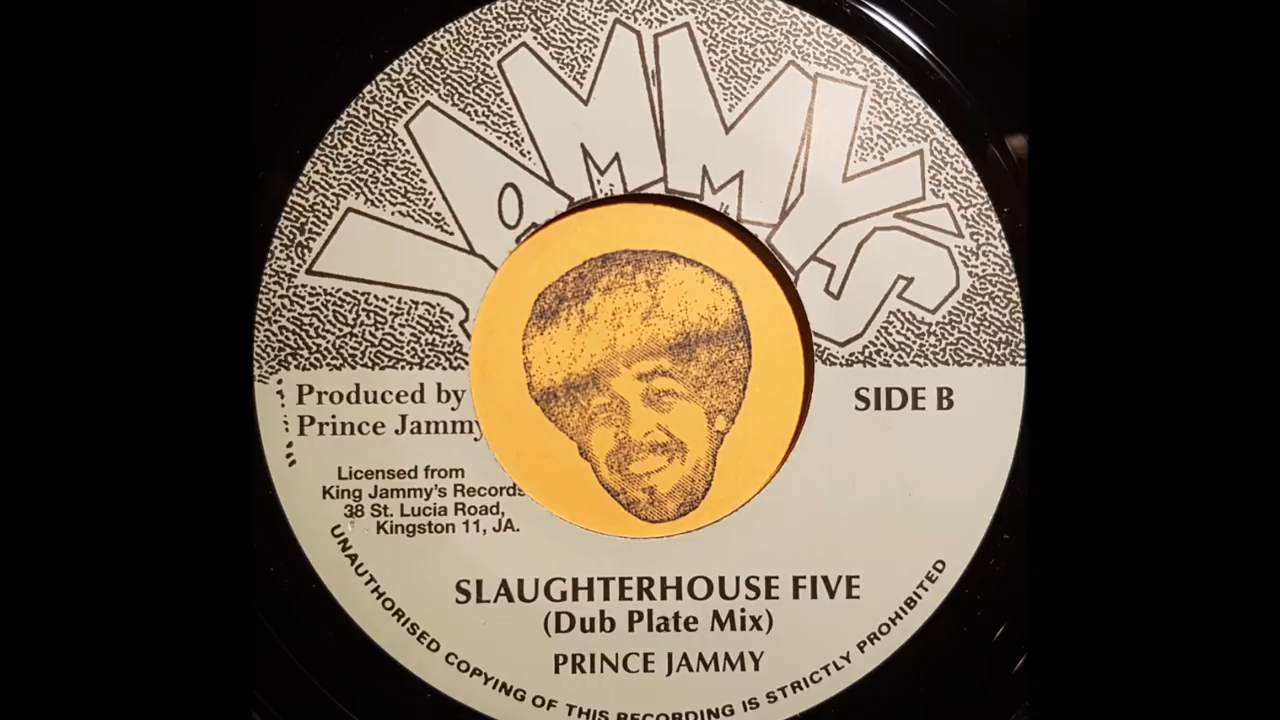 JAMMY'S
Produced by
Prince Jammy
SIDE B
Licensed from
King Jammy's Records
38 St. Lucia Road,
Kingston 11, JA.
SLAUGHTERHOUSE FIVE
(Dub Plate Mix)
PRINCE JAMMY
UNAUTHORISED COPYING OF THIS RECORDING IS STRICTLY PROHIBITED